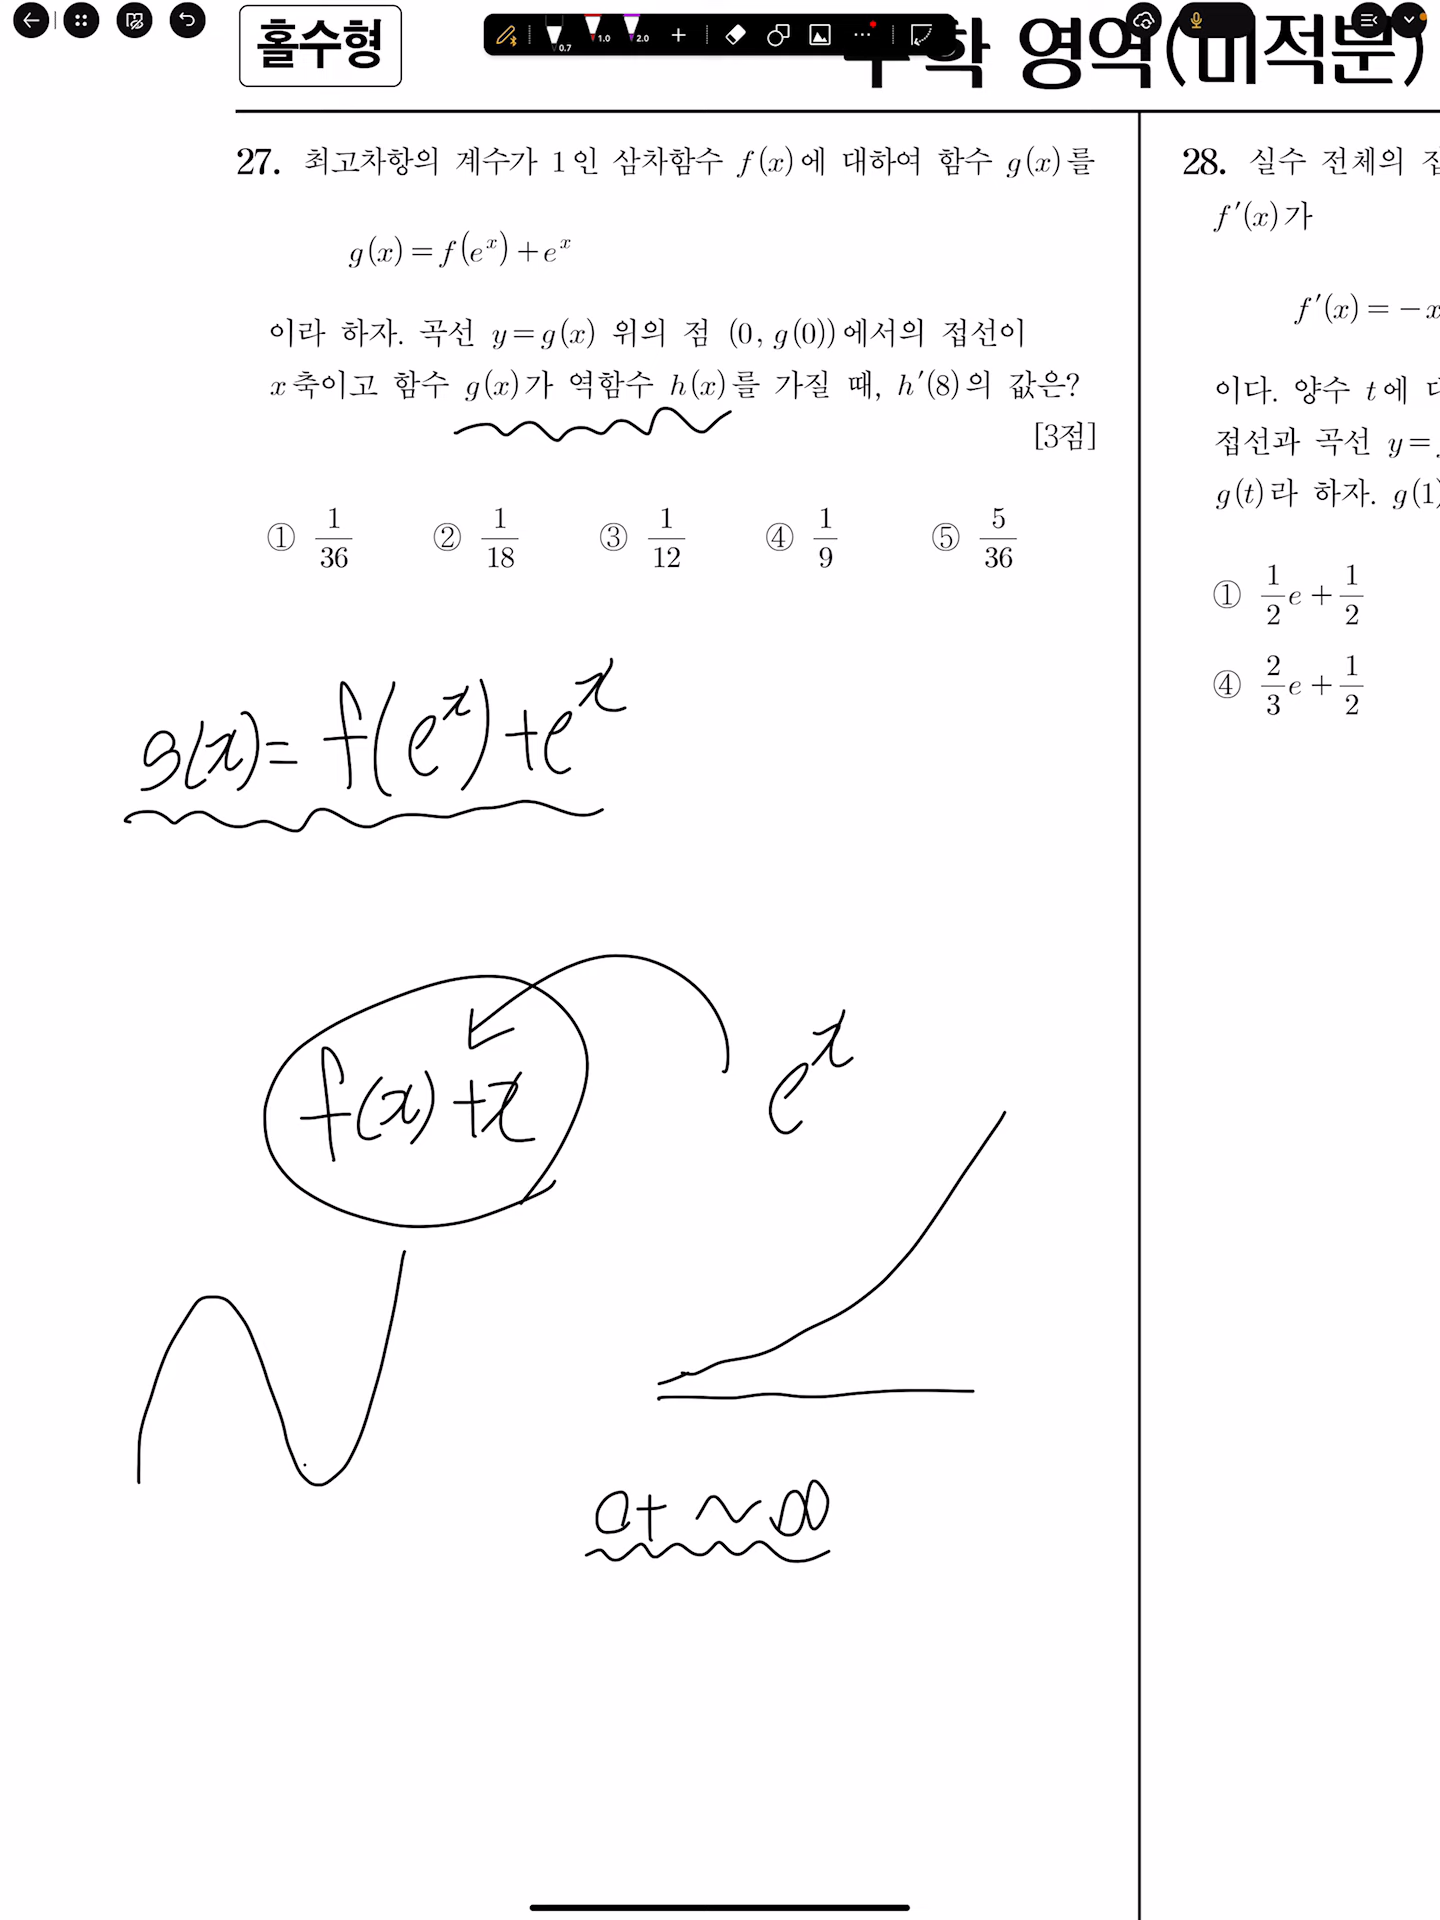 홀수형
수학 영역(미적분)
0.7 1.0 2.0
27. 최고차항의 계수가 1인 삼차함수 f(x)에 대하여 함수 g(x)를
g(x)=f(e^x)+e^x
이라 하자. 곡선 y=g(x) 위의 점 (0, g(0))에서의 접선이
x축이고 함수 g(x)가 역함수 h(x)를 가질 때, h′(8)의 값은?
[3점]
① 1/36 ② 1/18 ③ 1/12 ④ 1/9 ⑤ 5/36
g(x)= f(e^x)+e^x
f(x)+x
e^x
0+ ~ ∞
28. 실수 전체의
f′(x)가
f′(x)=-x
이다. 양수 t에
접선과 곡선 y=
g(t)라 하자. g(1)
① 1/2 e+1/2
④ 2/3 e+1/2